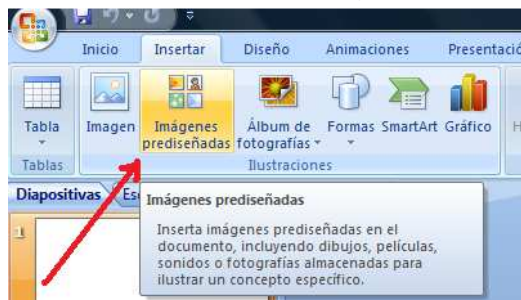 Inicio Insertar Diseño Animaciones Presentació
Tabla Imagen Imágenes prediseñadas Álbum de fotografías Formas SmartArt Gráfico H
Tablas Ilustraciones
Diapositivas Es
Imágenes prediseñadas
1
Inserta imágenes prediseñadas en el
documento, incluyendo dibujos, películas,
sonidos o fotografías almacenadas para
ilustrar un concepto específico.